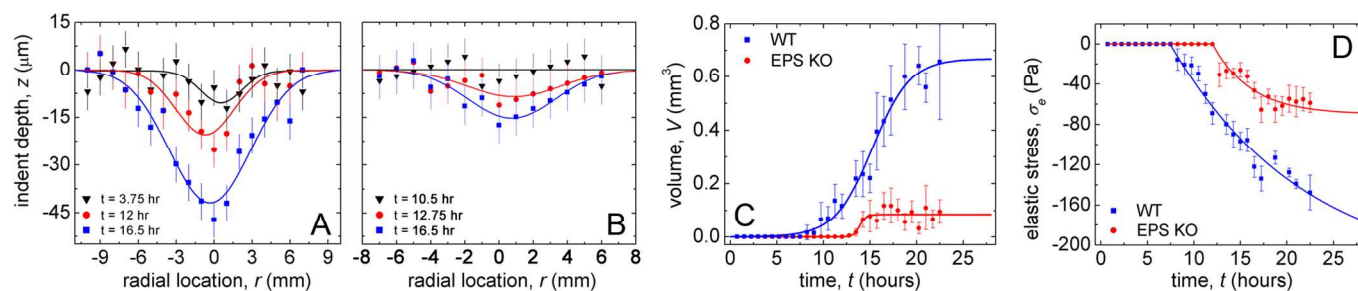 15
0
-15
-30
-45
indent depth, z (μm)
t = 3.75 hr
t = 12 hr
t = 16.5 hr
A
-9 -6 -3 0 3 6 9
radial location, r (mm)
t = 10.5 hr
t = 12.75 hr
t = 16.5 hr
B
-8 -6 -4 -2 0 2 4 6 8
radial location, r (mm)
0.8
0.6
0.4
0.2
0.0
volume, V (mm³)
WT
EPS KO
C
0 5 10 15 20 25
time, t (hours)
40
0
-40
-80
-120
-160
-200
elastic stress, σe (Pa)
D
WT
EPS KO
0 5 10 15 20 25
time, t (hours)